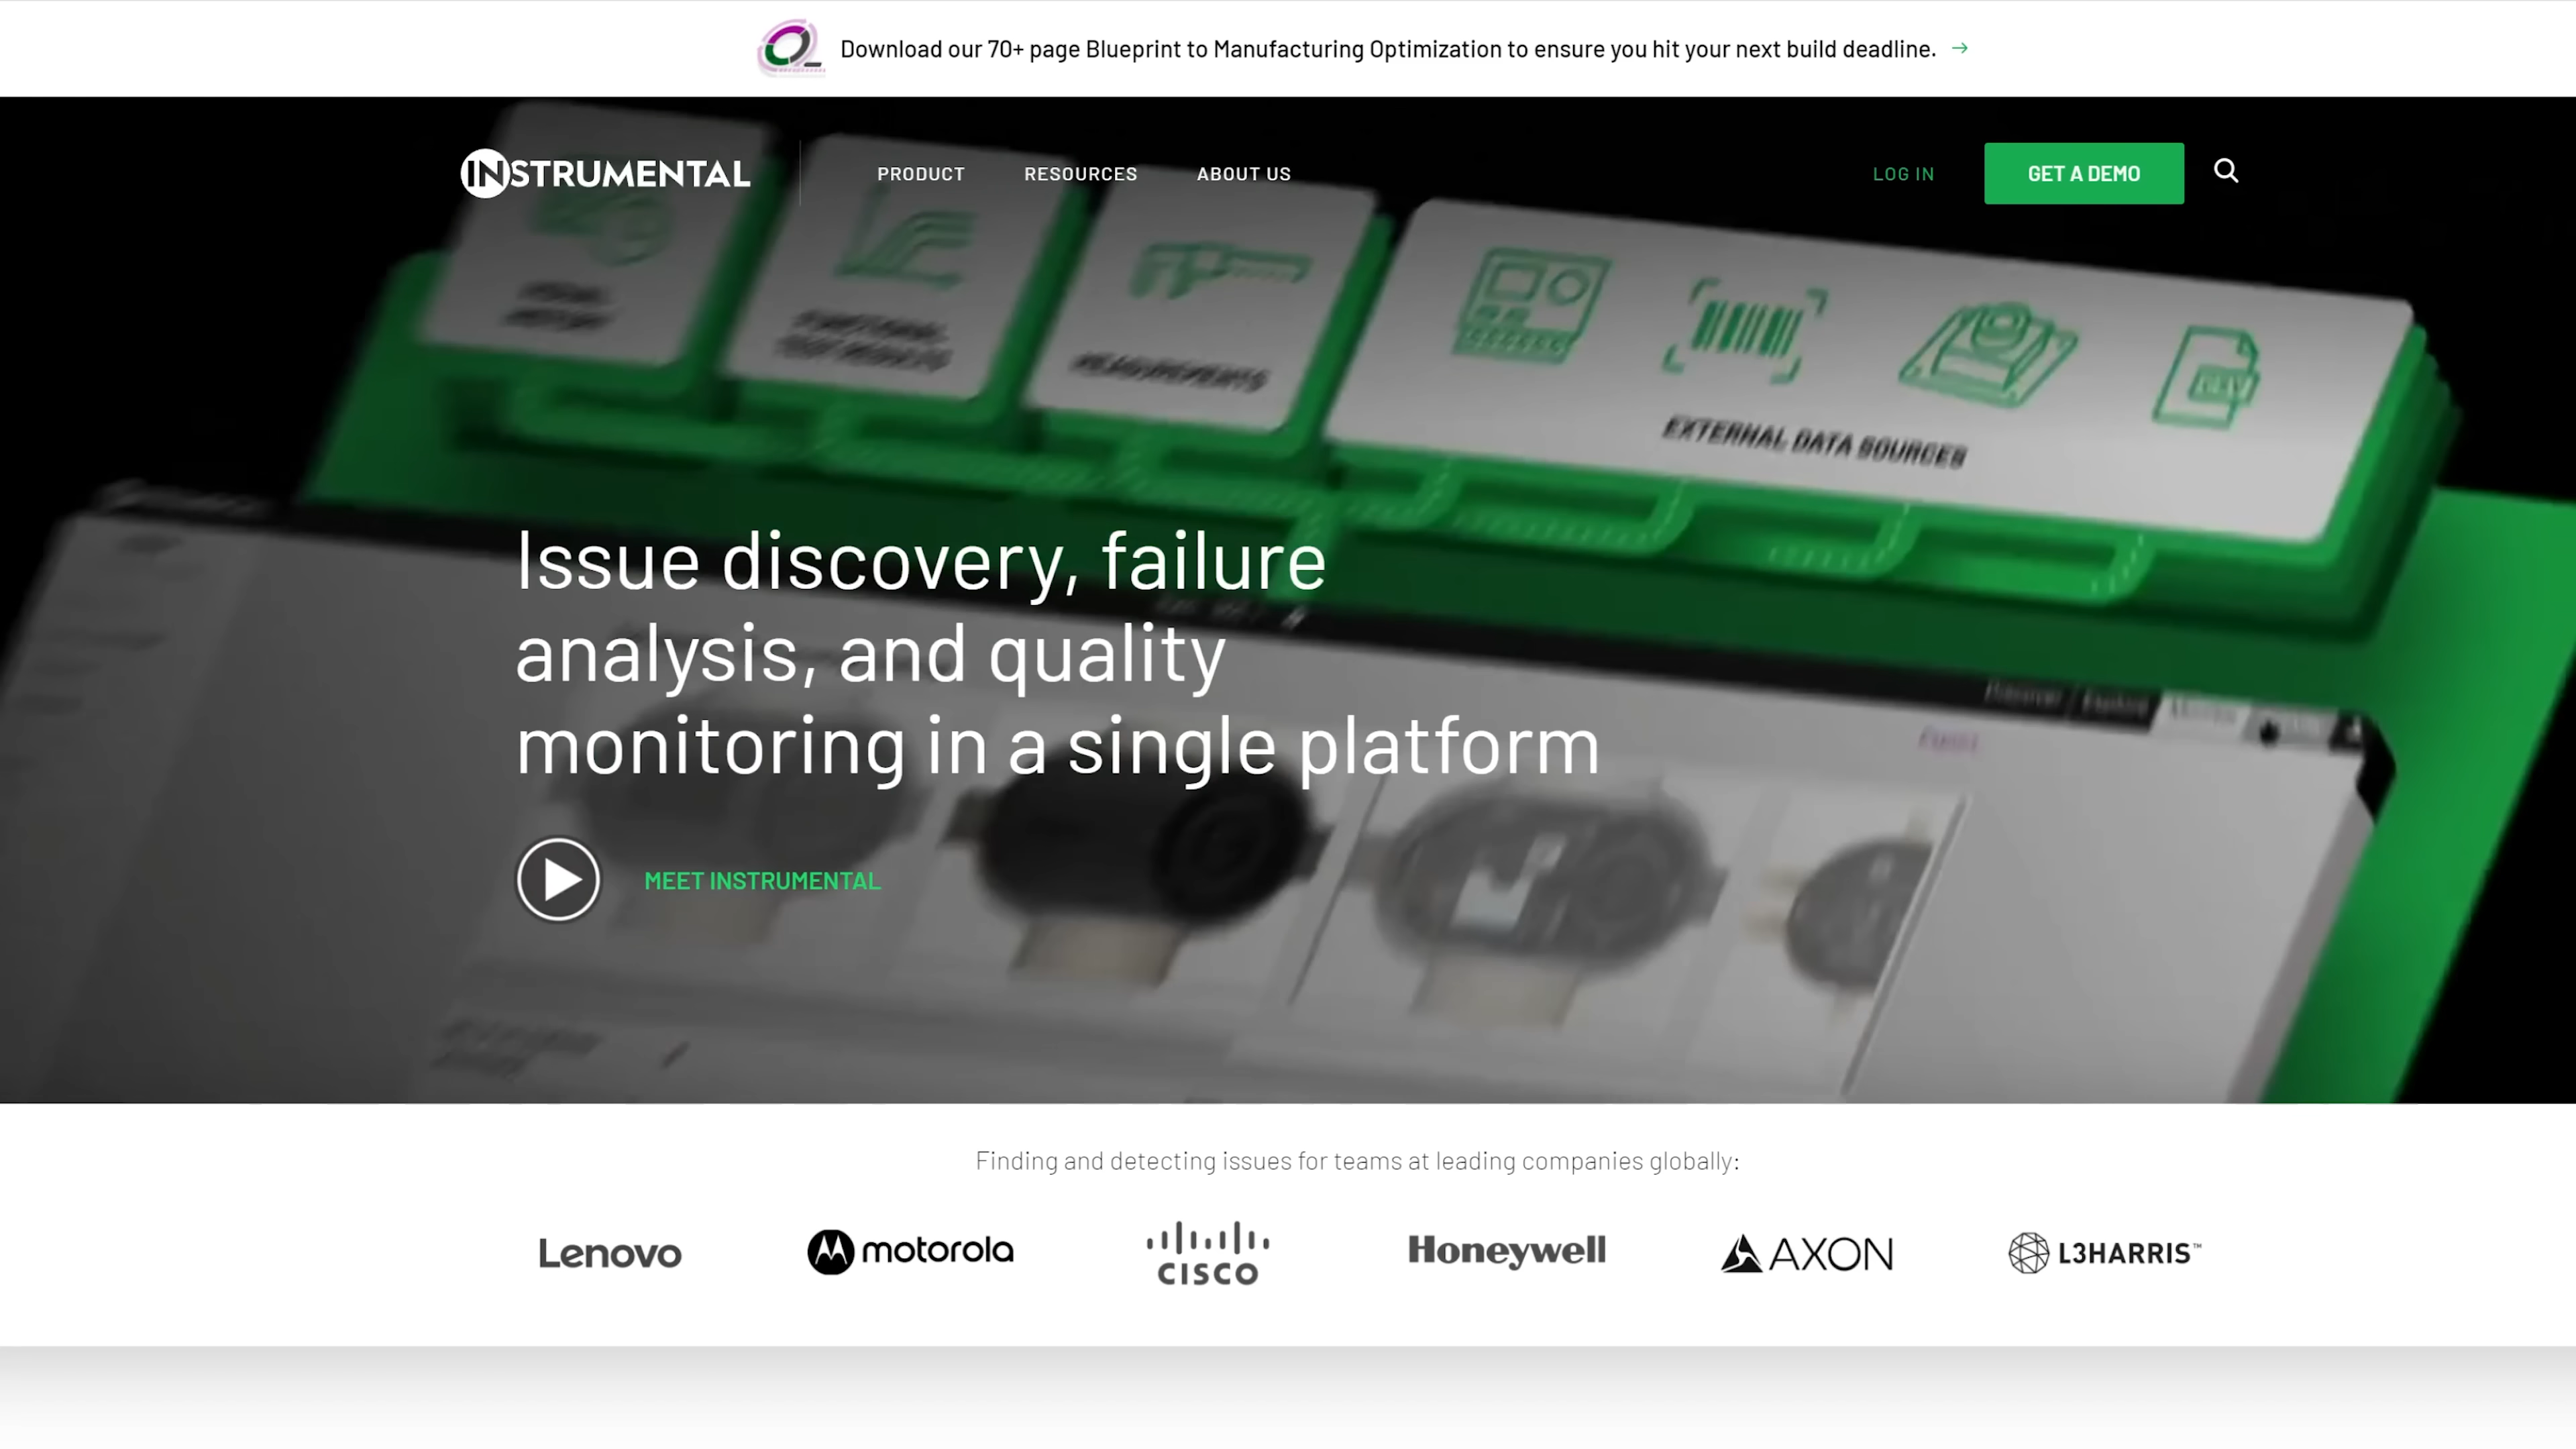 Download our 70+ page Blueprint to Manufacturing Optimization to ensure you hit your next build deadline. →
INSTRUMENTAL
PRODUCT
RESOURCES
ABOUT US
LOG IN
GET A DEMO
MEASUREMENTS
EXTERNAL DATA SOURCES
Issue discovery, failure
analysis, and quality
monitoring in a single platform
MEET INSTRUMENTAL
Finding and detecting issues for teams at leading companies globally:
Lenovo
motorola
CISCO
Honeywell
AXON
L3HARRIS™